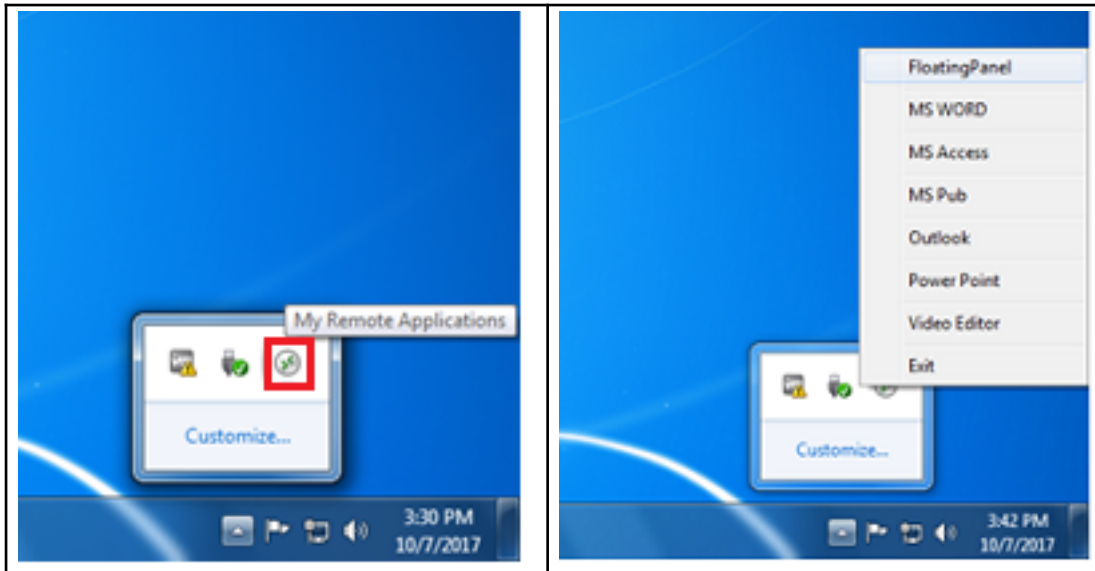 My Remote Applications
Customize...
3:30 PM
10/7/2017
FloatingPanel
MS WORD
MS Access
MS Pub
Outlook
Power Point
Video Editor
Exit
Customize...
3:42 PM
10/7/2017